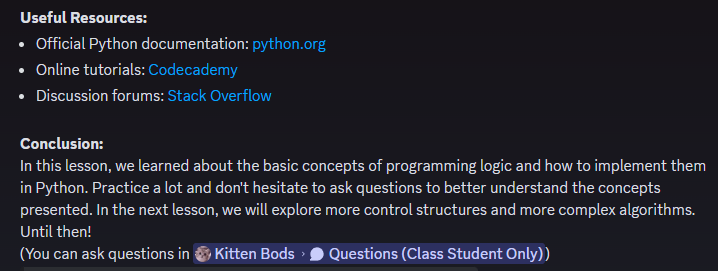 Useful Resources:
• Official Python documentation: python.org
• Online tutorials: Codecademy
• Discussion forums: Stack Overflow
Conclusion:
In this lesson, we learned about the basic concepts of programming logic and how to implement them
in Python. Practice a lot and don't hesitate to ask questions to better understand the concepts
presented. In the next lesson, we will explore more control structures and more complex algorithms.
Until then!
(You can ask questions in Kitten Bods › Questions (Class Student Only))